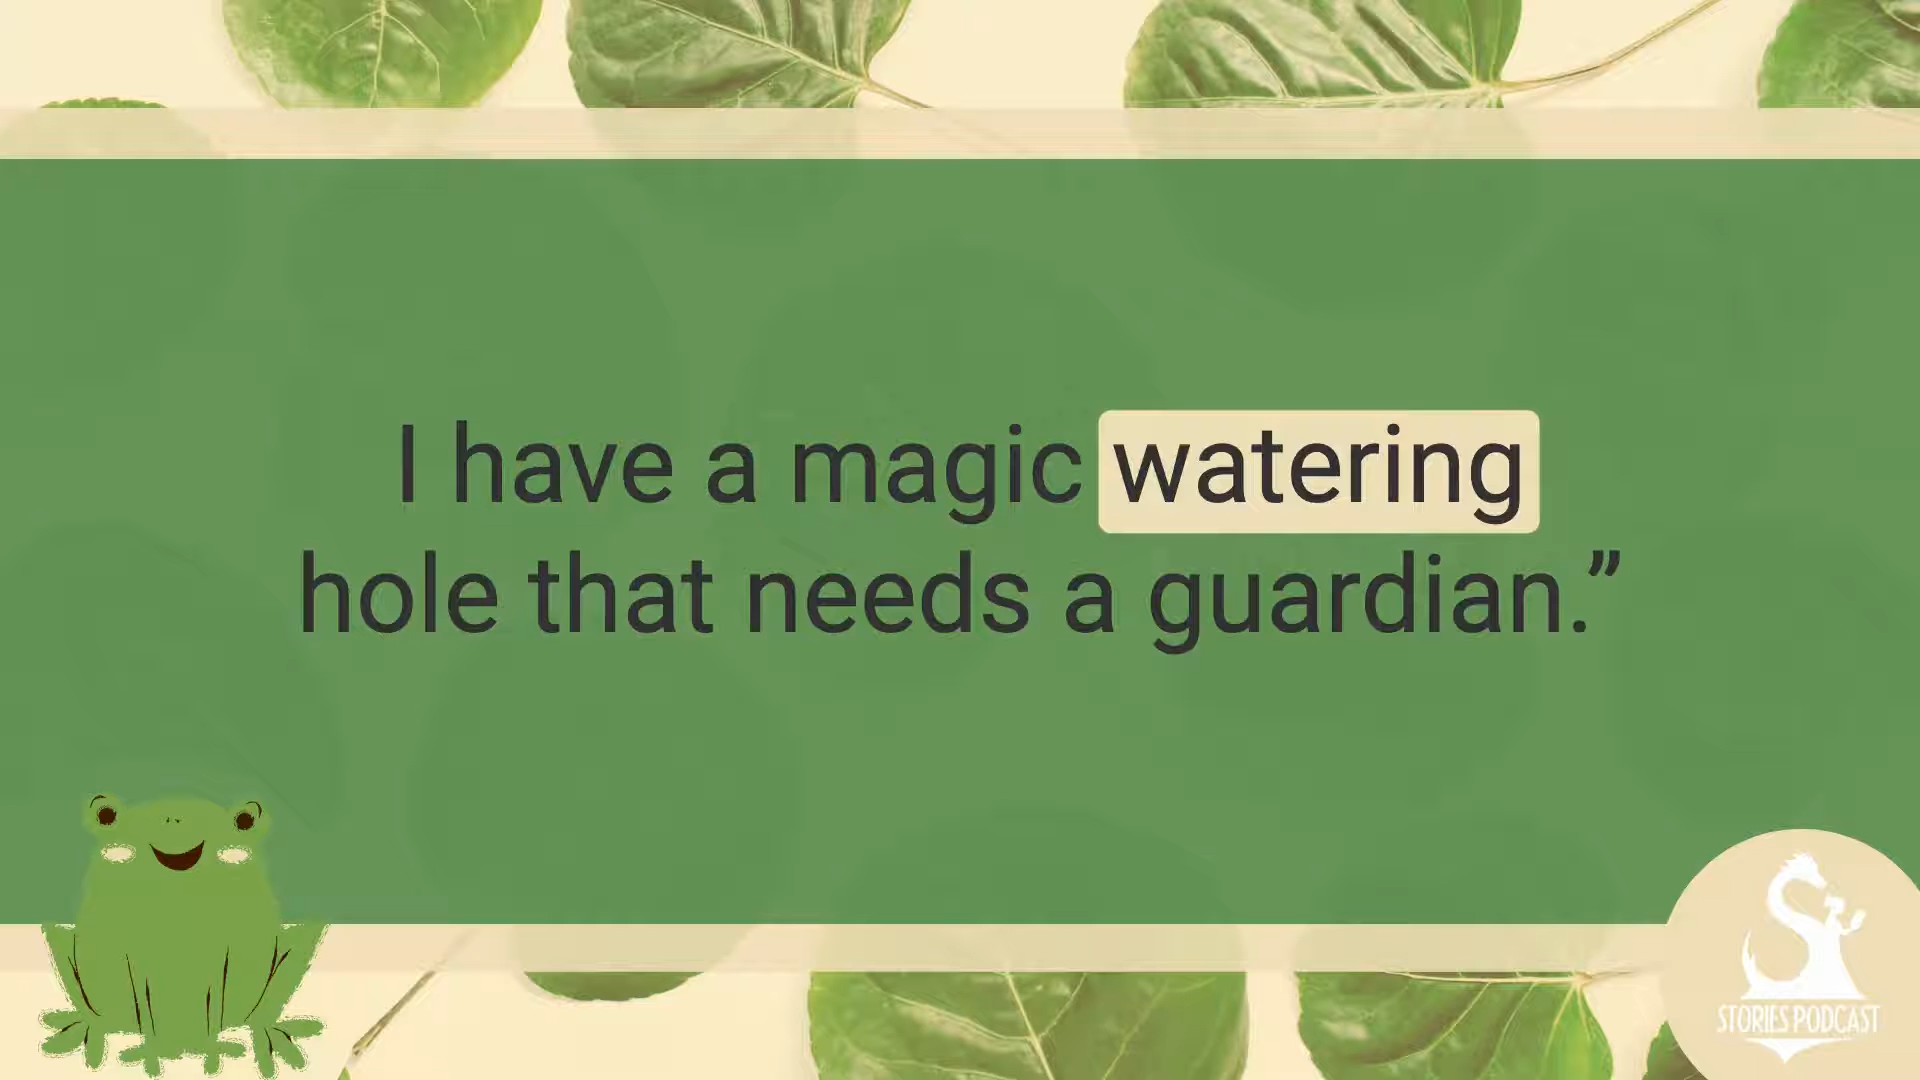 I have a magic watering
hole that needs a guardian.”
STORIES PODCAST